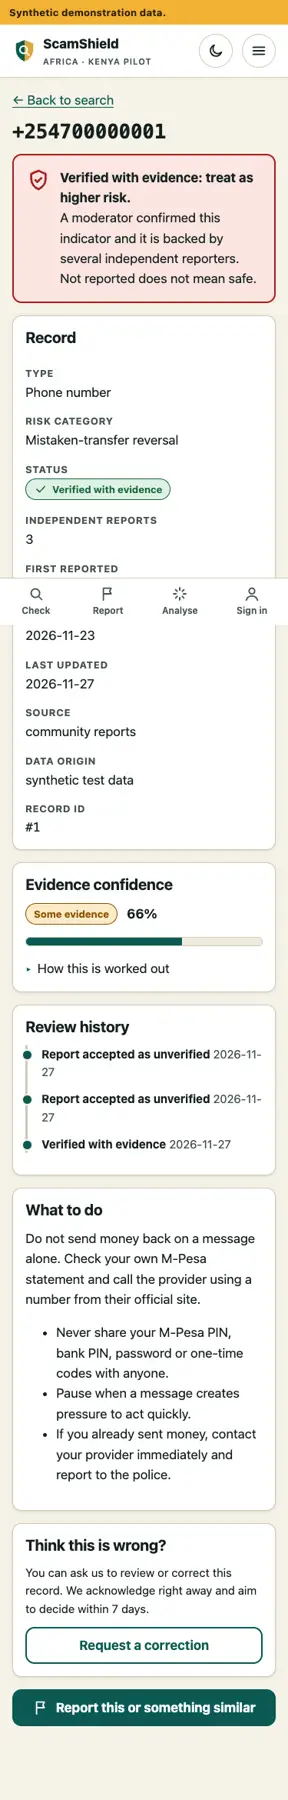 Synthetic demonstration data.
ScamShield
AFRICA · KENYA PILOT
← Back to search
+254700000001
Verified with evidence: treat as
higher risk.
A moderator confirmed this
indicator and it is backed by
several independent reporters.
Not reported does not mean safe.
Record
TYPE
Phone number
RISK CATEGORY
Mistaken-transfer reversal
STATUS
Verified with evidence
INDEPENDENT REPORTS
3
FIRST REPORTED
Check
Report
Analyse
Sign in
2026-11-23
LAST UPDATED
2026-11-27
SOURCE
community reports
DATA ORIGIN
synthetic test data
RECORD ID
#1
Evidence confidence
Some evidence 66%
How this is worked out
Review history
Report accepted as unverified 2026-11-
27
Report accepted as unverified 2026-11-
27
Verified with evidence 2026-11-27
What to do
Do not send money back on a message
alone. Check your own M-Pesa
statement and call the provider using a
number from their official site.
• Never share your M-Pesa PIN,
bank PIN, password or one-time
codes with anyone.
• Pause when a message creates
pressure to act quickly.
• If you already sent money, contact
your provider immediately and
report to the police.
Think this is wrong?
You can ask us to review or correct this
record. We acknowledge right away and aim
to decide within 7 days.
Request a correction
Report this or something similar